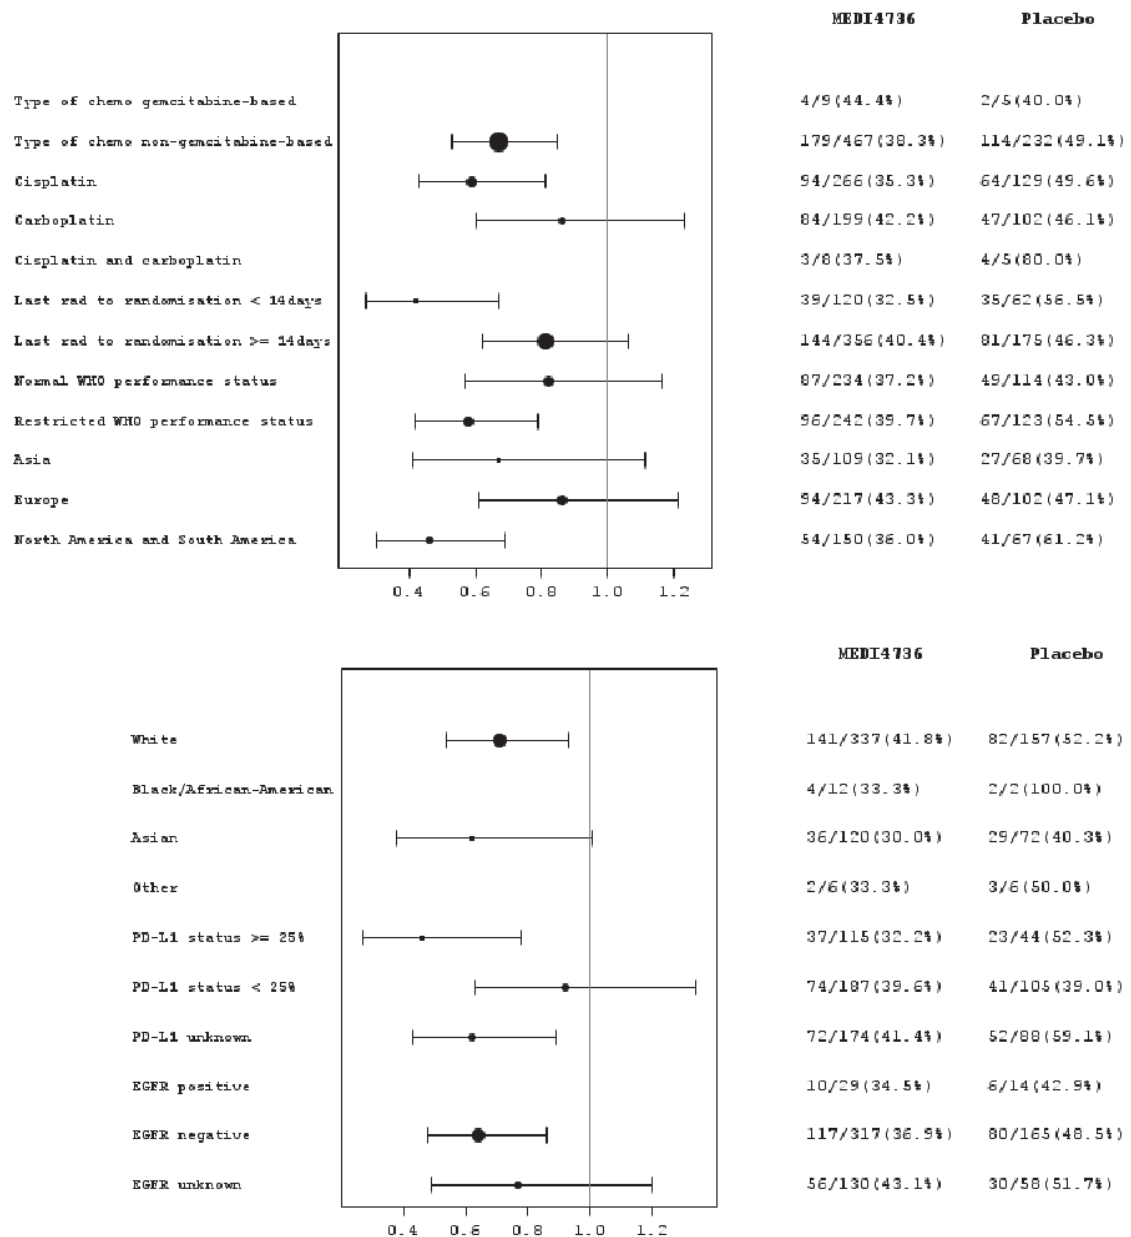 MEDI4736 Placebo
Type of chemo gemcitabine-based 4/9(44.4%) 2/5(40.0%)
Type of chemo non-gemcitabine-based 179/467(38.3%) 114/232(49.1%)
Cisplatin 94/266(35.3%) 64/129(49.6%)
Carboplatin 84/199(42.2%) 47/102(46.1%)
Cisplatin and carboplatin 3/8(37.5%) 4/5(80.0%)
Last rad to randomisation < 14days 39/120(32.5%) 35/62(56.5%)
Last rad to randomisation >= 14days 144/356(40.4%) 81/175(46.3%)
Normal WHO performance status 87/234(37.2%) 49/114(43.0%)
Restricted WHO performance status 96/242(39.7%) 67/123(54.5%)
Asia 35/109(32.1%) 27/68(39.7%)
Europe 94/217(43.3%) 48/102(47.1%)
North America and South America 54/150(36.0%) 41/67(61.2%)
0.4 0.6 0.8 1.0 1.2
MEDI4736 Placebo
White 141/337(41.8%) 82/157(52.2%)
Black/African-American 4/12(33.3%) 2/2(100.0%)
Asian 36/120(30.0%) 29/72(40.3%)
Other 2/6(33.3%) 3/6(50.0%)
PD-L1 status >= 25% 37/115(32.2%) 23/44(52.3%)
PD-L1 status < 25% 74/187(39.6%) 41/105(39.0%)
PD-L1 unknown 72/174(41.4%) 52/88(59.1%)
EGFR positive 10/29(34.5%) 6/14(42.9%)
EGFR negative 117/317(36.9%) 80/165(48.5%)
EGFR unknown 56/130(43.1%) 30/58(51.7%)
0.4 0.6 0.8 1.0 1.2